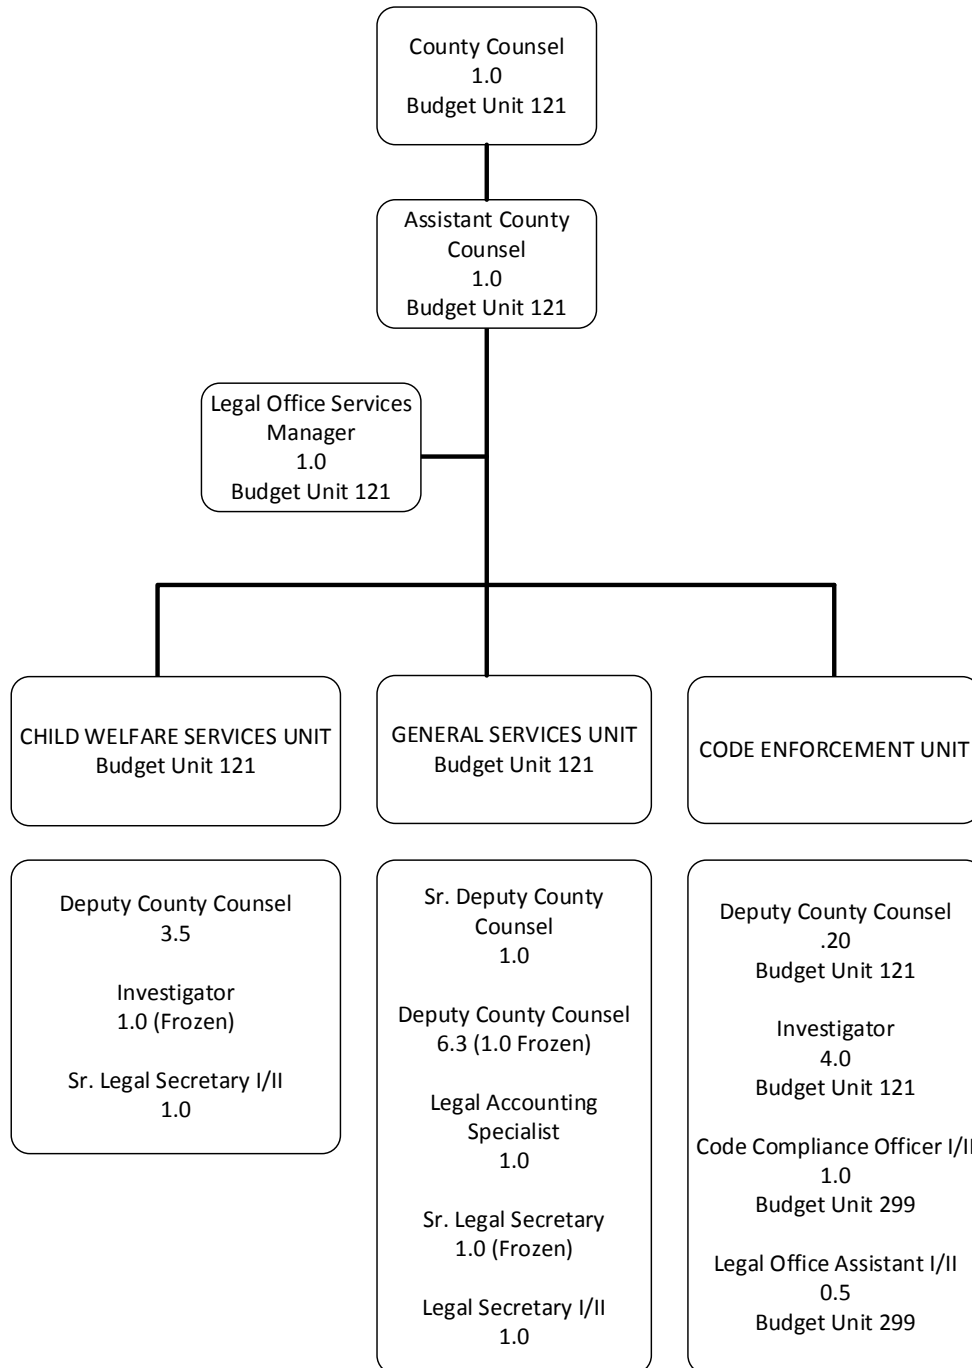 County Counsel
1.0
Budget Unit 121
Assistant County
Counsel
1.0
Budget Unit 121
Legal Office Services
Manager
1.0
Budget Unit 121
CHILD WELFARE SERVICES UNIT
Budget Unit 121
GENERAL SERVICES UNIT
Budget Unit 121
CODE ENFORCEMENT UNIT
Deputy County Counsel
3.5
Investigator
1.0 (Frozen)
Sr. Legal Secretary I/II
1.0
Sr. Deputy County
Counsel
1.0
Deputy County Counsel
6.3 (1.0 Frozen)
Legal Accounting
Specialist
1.0
Sr. Legal Secretary
1.0 (Frozen)
Legal Secretary I/II
1.0
Deputy County Counsel
.20
Budget Unit 121
Investigator
4.0
Budget Unit 121
Code Compliance Officer I/II
1.0
Budget Unit 299
Legal Office Assistant I/II
0.5
Budget Unit 299